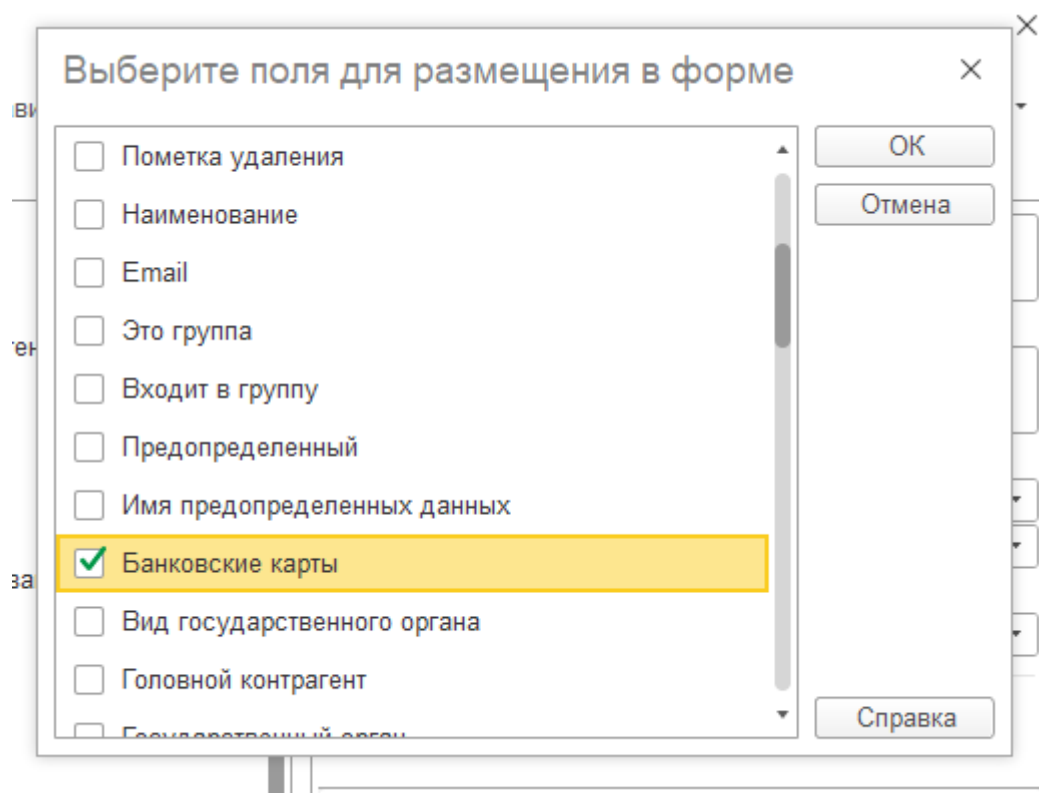 Выберите поля для размещения в форме
Пометка удаления
ОК
Наименование
Отмена
Email
Это группа
Входит в группу
Предопределенный
Имя предопределенных данных
Банковские карты
Вид государственного органа
Головной контрагент
Справка